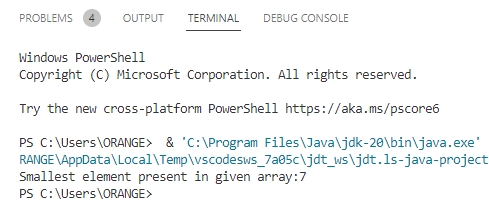 PROBLEMS 4 OUTPUT TERMINAL DEBUG CONSOLE
Windows PowerShell
Copyright (C) Microsoft Corporation. All rights reserved.
Try the new cross-platform PowerShell https://aka.ms/pscore6
PS C:\Users\ORANGE>  & 'C:\Program Files\Java\jdk-20\bin\java.exe'
RANGE\AppData\Local\Temp\vscodesws_7a05c\jdt_ws\jdt.ls-java-project
Smallest element present in given array:7
PS C:\Users\ORANGE>